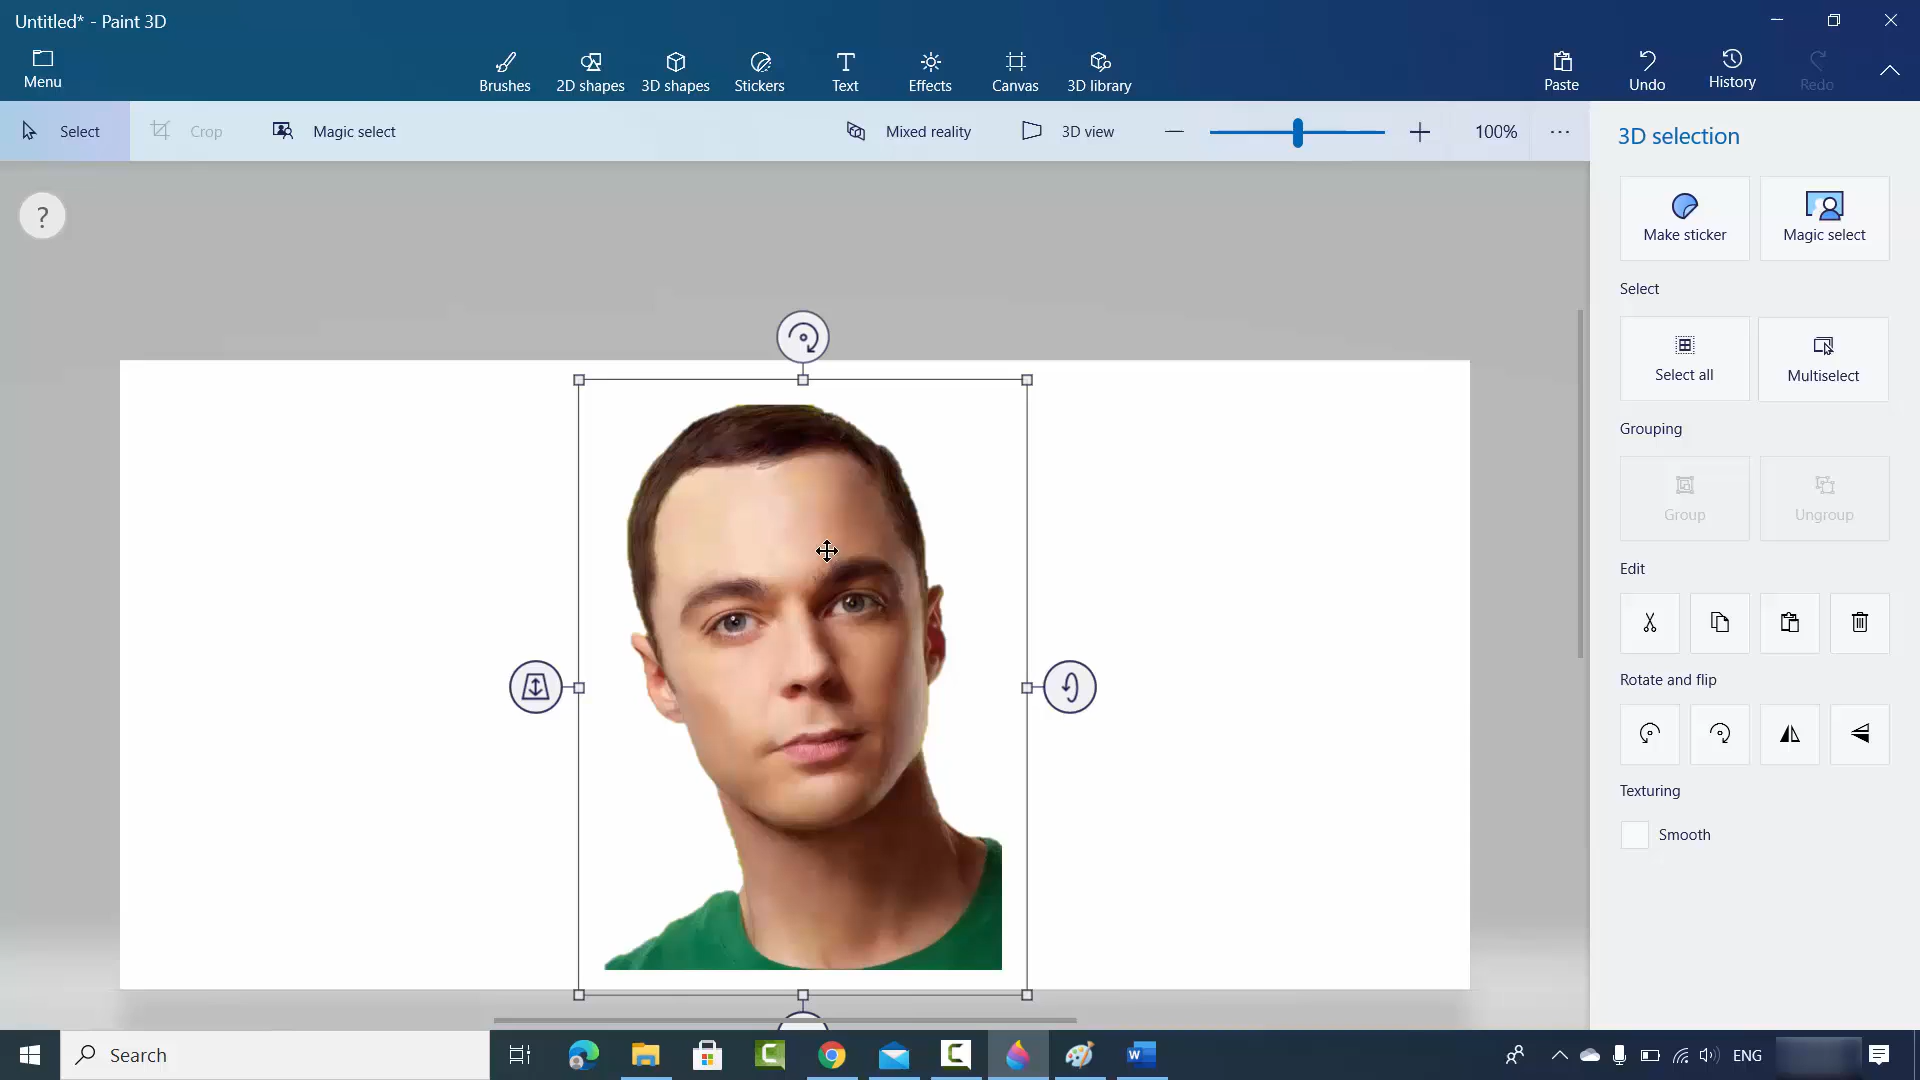 Untitled* - Paint 3D
Menu
Brushes
2D shapes
3D shapes
Stickers
Text
Effects
Canvas
3D library
Paste
Undo
History
Redo
Select
Crop
Magic select
Mixed reality
3D view
100%
3D selection
Make sticker
Magic select
Select
Select all
Multiselect
Grouping
Group
Ungroup
Edit
Rotate and flip
Texturing
Smooth
Search
ENG